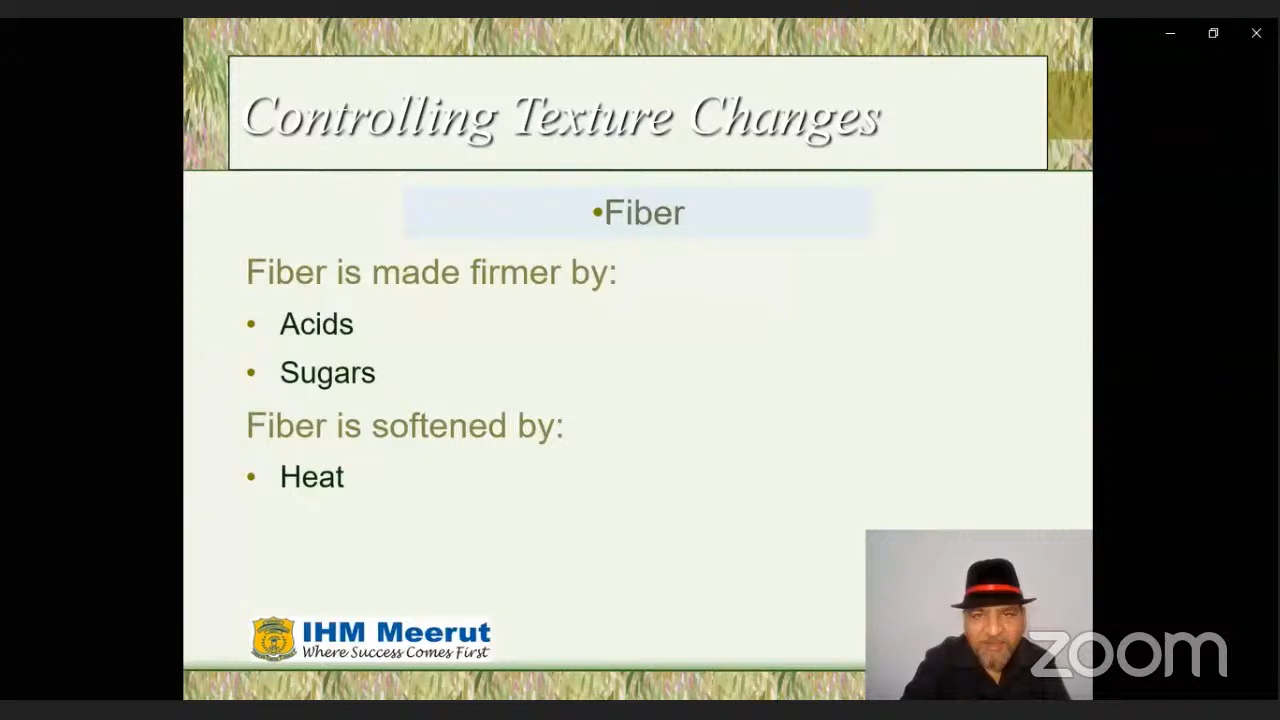 Controlling Texture Changes
•Fiber
Fiber is made firmer by:
• Acids
• Sugars
Fiber is softened by:
• Heat
IHM Meerut
Where Success Comes First
zoom